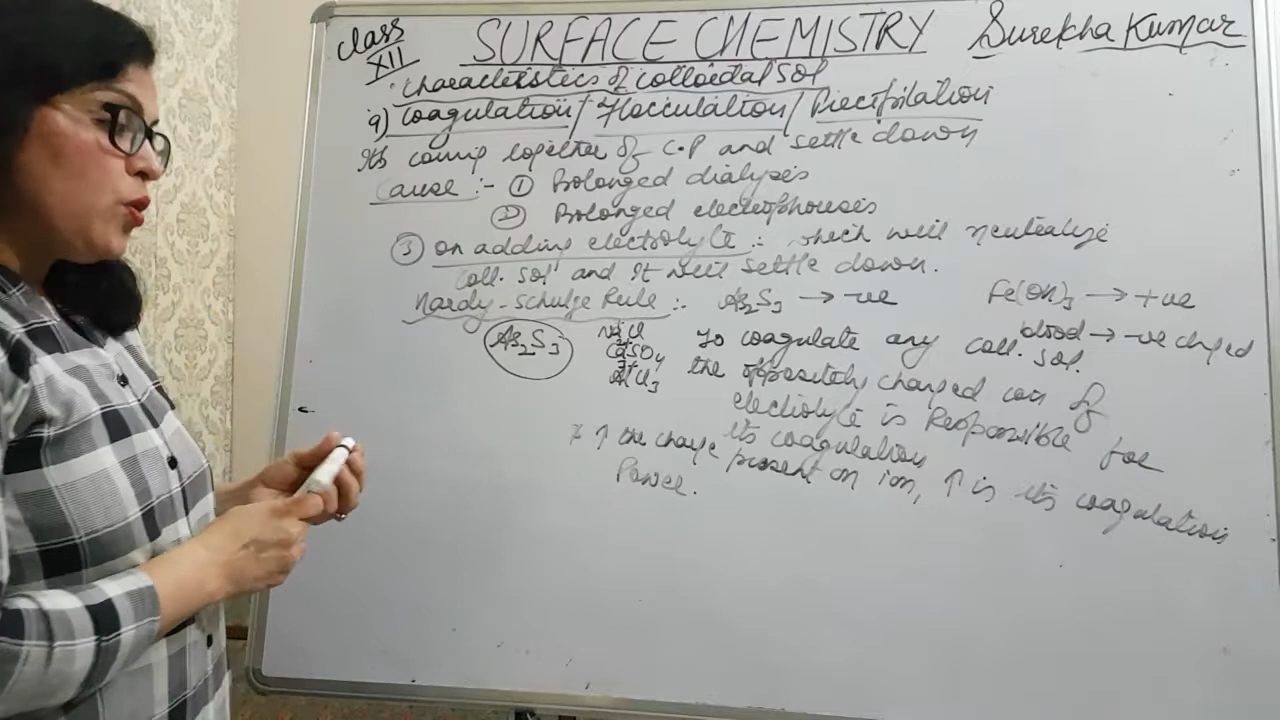 Class XII
SURFACE CHEMISTRY
Surekha Kumar
Characteristics of colloidal sol
9) Coagulation/ Flocculation/ Precipitation
Its coming together of C.P and settle down
Cause :- ① Prolonged dialysis
② Prolonged electrophoresis
③ on adding electrolyte :- which will neutralize
coll. sol and it will settle down.
Hardy-Schulze Rule :- As2S3 → -ve Fe(OH)3 → +ve
blood → -ve charged
As2S3 NaCl To coagulate any coll. sol.
SO4 the oppositely charged ion of
AlCl3 electrolyte is Responsible for
its coagulation
* ↑ the charge present on ion, ↑ is its coagulation
Power.